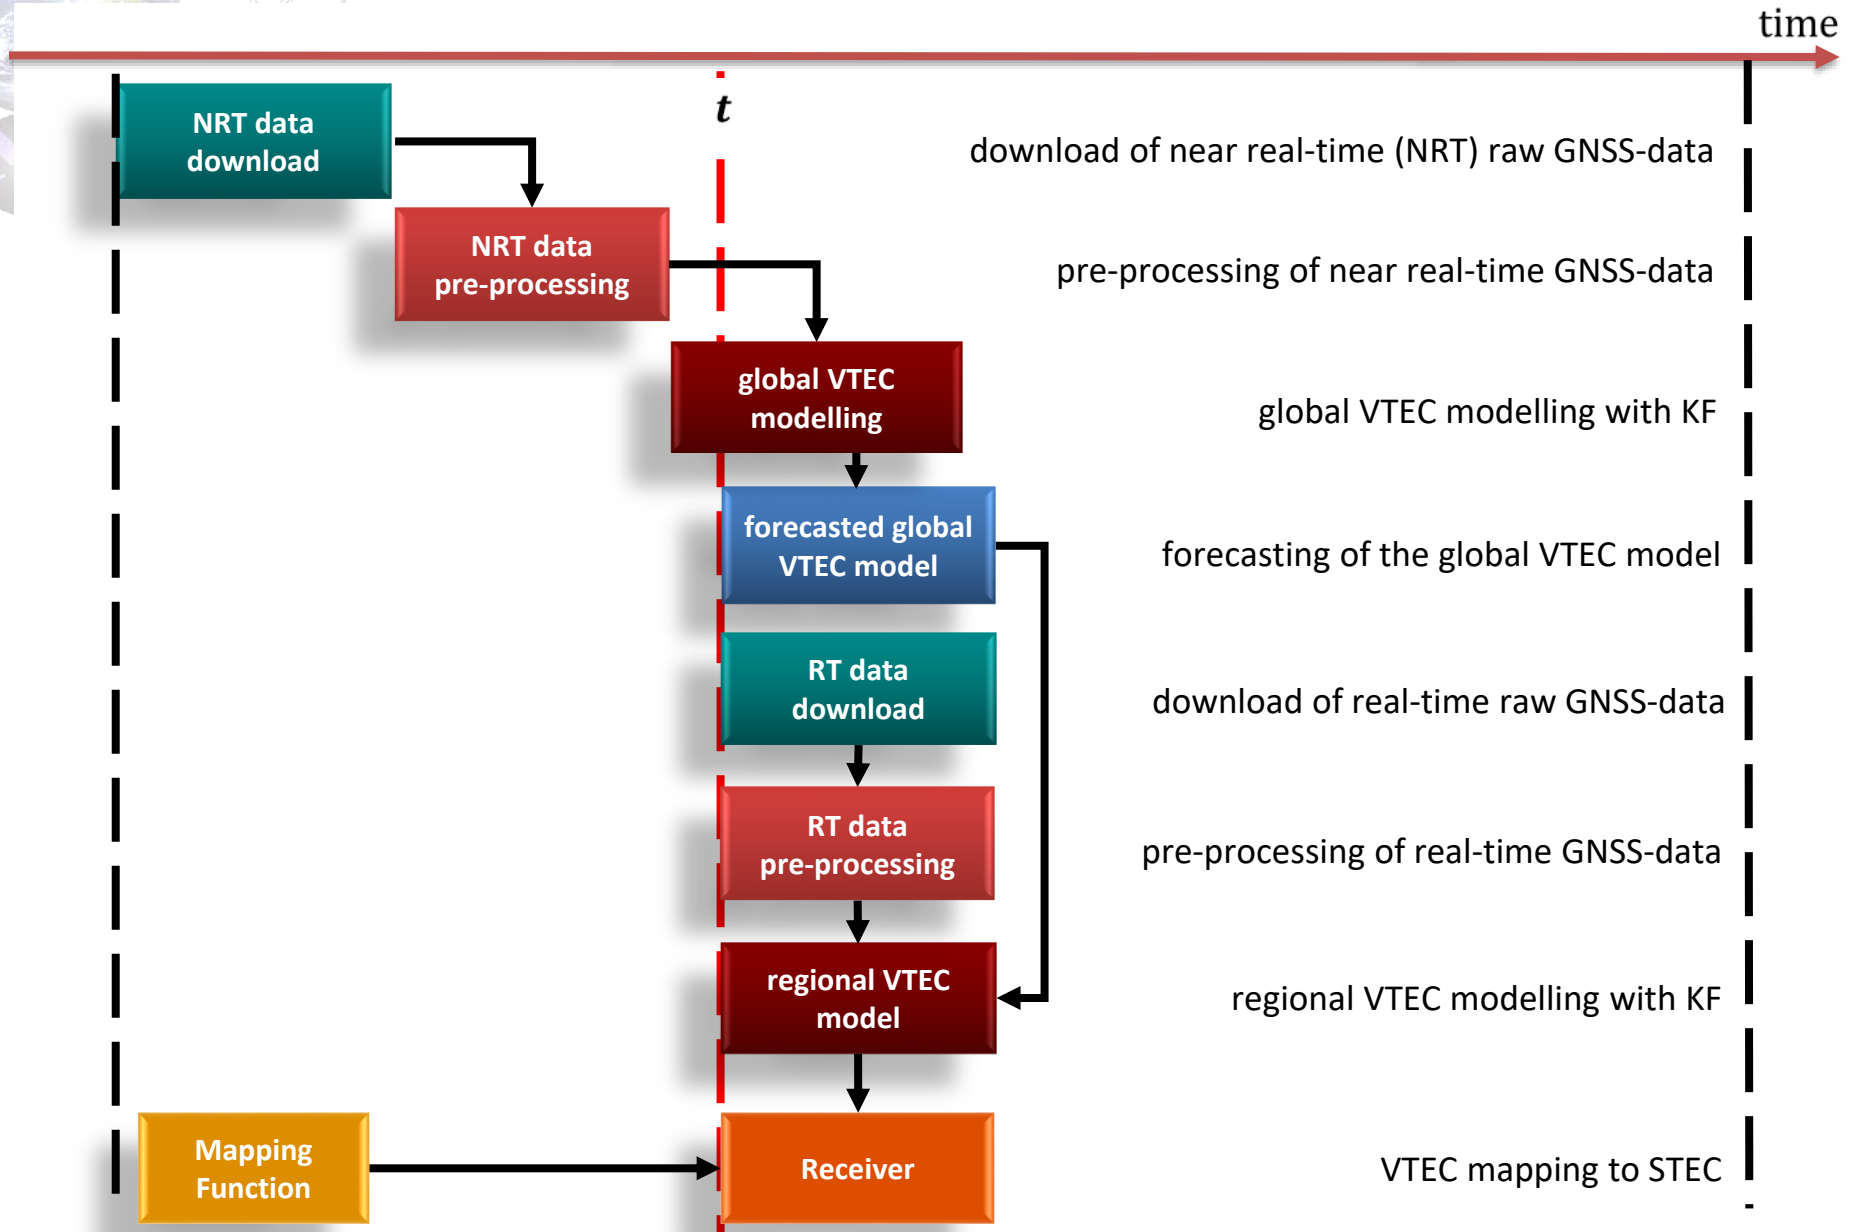 time
t
NRT data
download
download of near real-time (NRT) raw GNSS-data
NRT data
pre-processing
pre-processing of near real-time GNSS-data
global VTEC
modelling
global VTEC modelling with KF
forecasted global
VTEC model
forecasting of the global VTEC model
RT data
download
download of real-time raw GNSS-data
RT data
pre-processing
pre-processing of real-time GNSS-data
regional VTEC
model
regional VTEC modelling with KF
Mapping
Function
Receiver
VTEC mapping to STEC